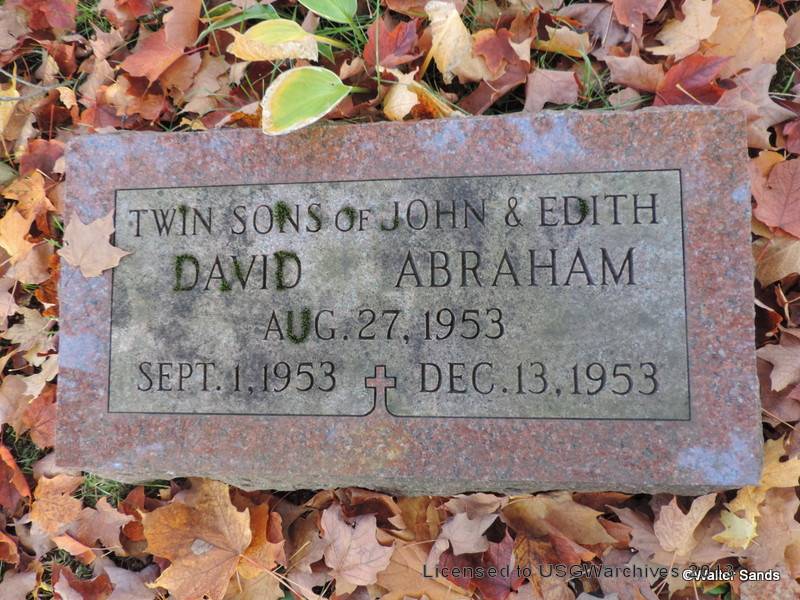 TWIN SONS OF JOHN & EDITH
DAVID ABRAHAM
AUG. 27, 1953
SEPT. 1, 1953 DEC. 13, 1953
Licensed to USGWarchives 2013
©Walter Sands